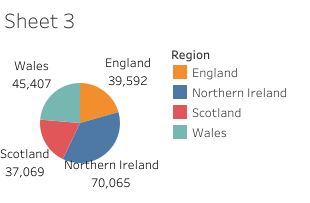 Sheet 3
Wales
45,407
England
39,592
Scotland
37,069
Northern Ireland
70,065
Region
England
Northern Ireland
Scotland
Wales